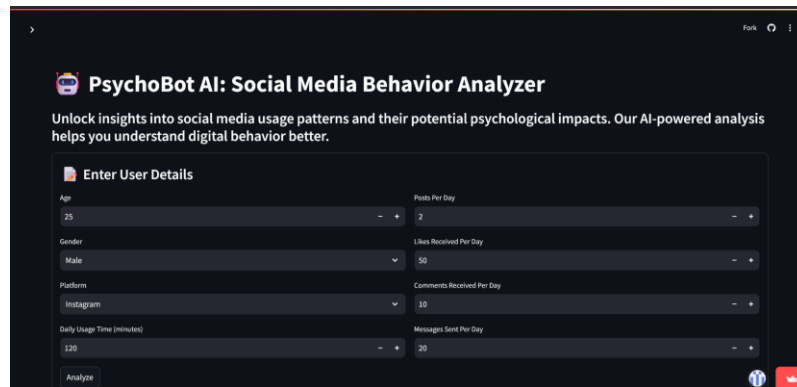 Fork
PsychoBot AI: Social Media Behavior Analyzer
Unlock insights into social media usage patterns and their potential psychological impacts. Our AI-powered analysis
helps you understand digital behavior better.
Enter User Details
Age
25
Gender
Male
Platform
Instagram
Daily Usage Time (minutes)
120
Analyze
Posts Per Day
2
Likes Received Per Day
50
Comments Received Per Day
10
Messages Sent Per Day
20